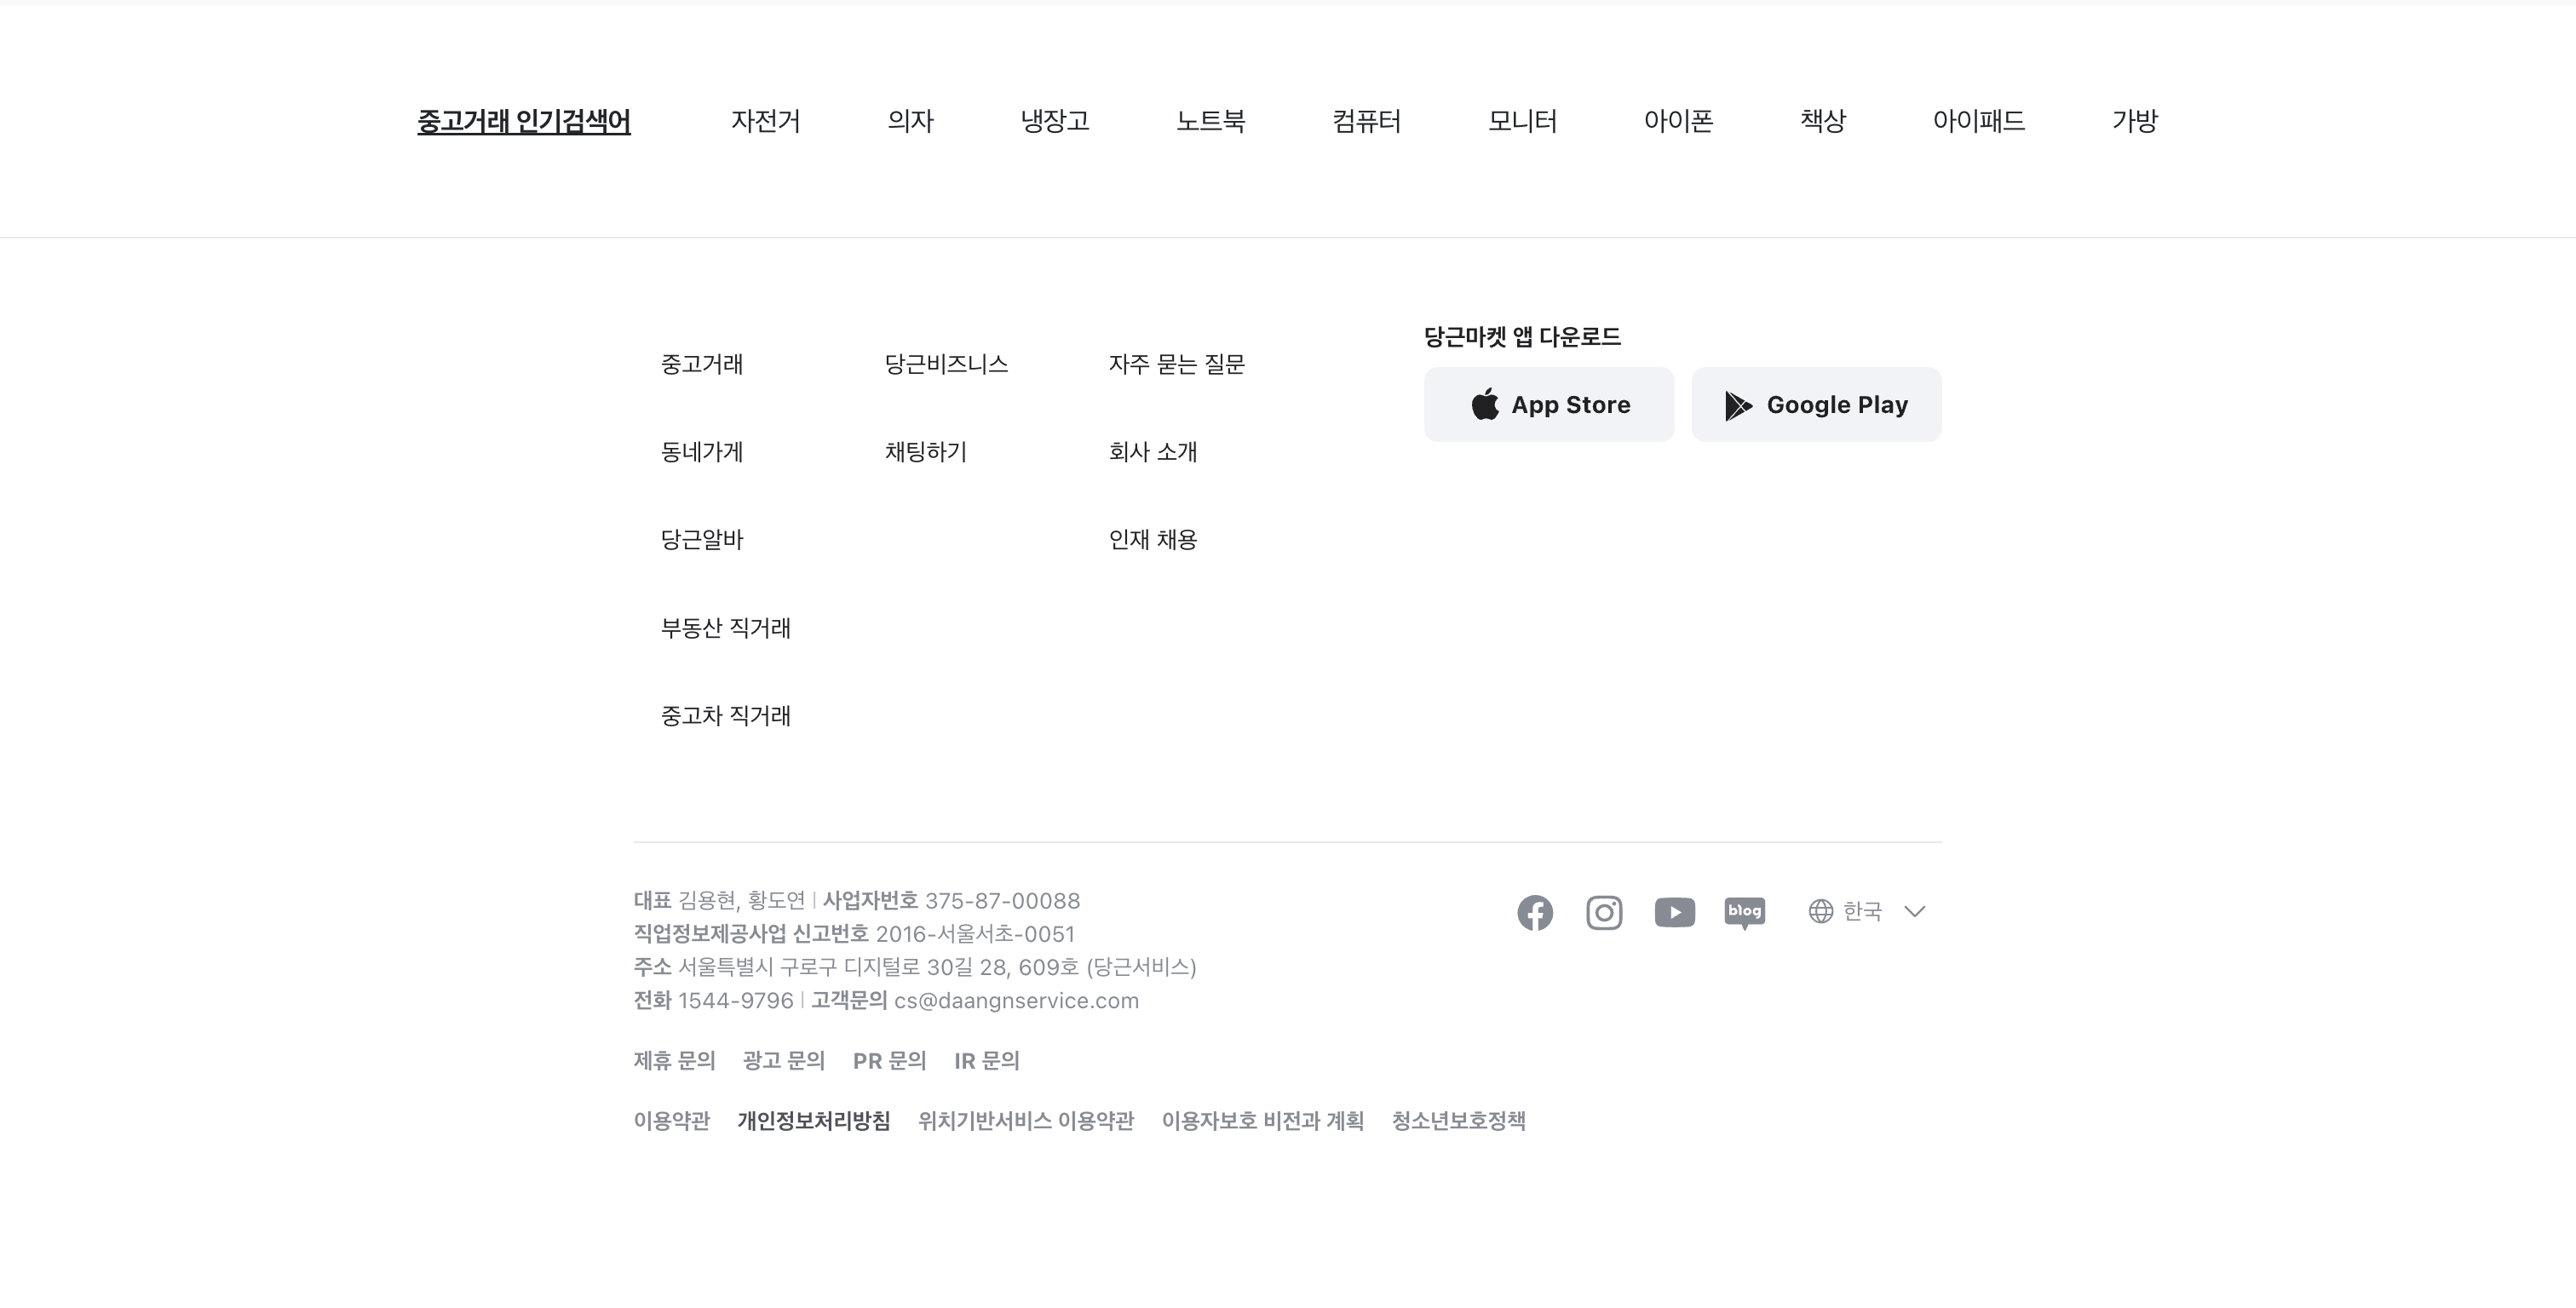 중고거래 인기검색어 자전거 의자 냉장고 노트북 컴퓨터 모니터 아이폰 책상 아이패드 가방
중고거래
동네가게
당근알바
부동산 직거래
중고차 직거래
당근비즈니스
채팅하기
자주 묻는 질문
회사 소개
인재 채용
당근마켓 앱 다운로드
App Store
Google Play
대표 김용현, 황도연 | 사업자번호 375-87-00088
직업정보제공사업 신고번호 2016-서울서초-0051
주소 서울특별시 구로구 디지털로 30길 28, 609호 (당근서비스)
전화 1544-9796 | 고객문의 cs@daangnservice.com
blog
한국
제휴 문의 광고 문의 PR 문의 IR 문의
이용약관 개인정보처리방침 위치기반서비스 이용약관 이용자보호 비전과 계획 청소년보호정책